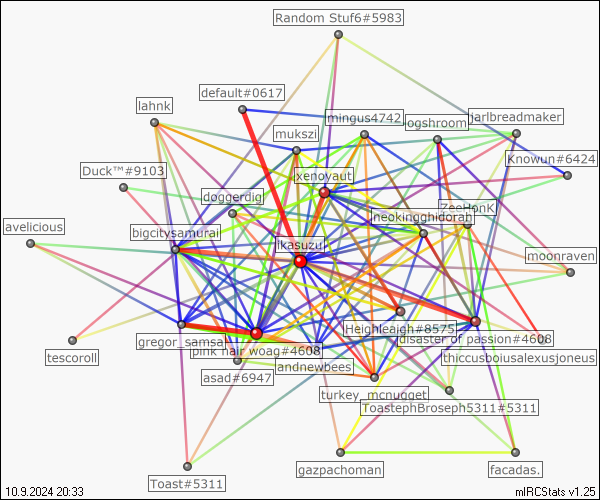 Random Stuf6#5983
default#0617
lahnk
mingus4742
ogshroom
jarlbreadmaker
mukszi
Knowun#6424
Duck™#9103
xenoyaut
doggerdig
ZeeHonK
neokingghidorah
avelicious
bigcitysamurai
ikasuzu
moonraven
Heighleigh#8575
gregor_samsa
disaster of passion#4608
pink hair woag#4608
tescoroll
thiccusboiusalexusjoneus
andnewbees
asad#6947
turkey_mcnugget
ToastephBroseph5311#5311
gazpachoman
facadas.
Toast#5311
10.9.2024 20:33
mIRCStats v1.25